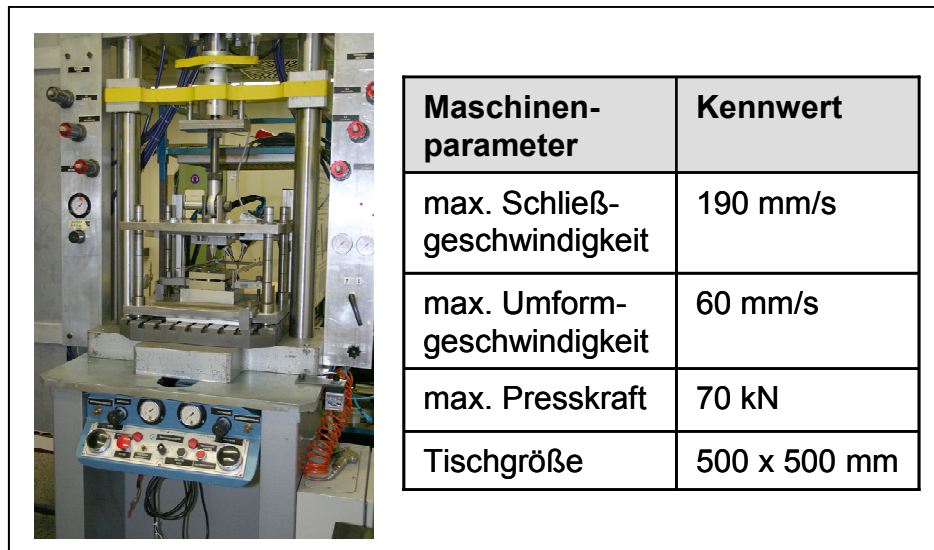 Maschinen-
parameter
Kennwert
max. Schließ-
geschwindigkeit
190 mm/s
max. Umform-
geschwindigkeit
60 mm/s
max. Presskraft
70 kN
Tischgröße
500 x 500 mm